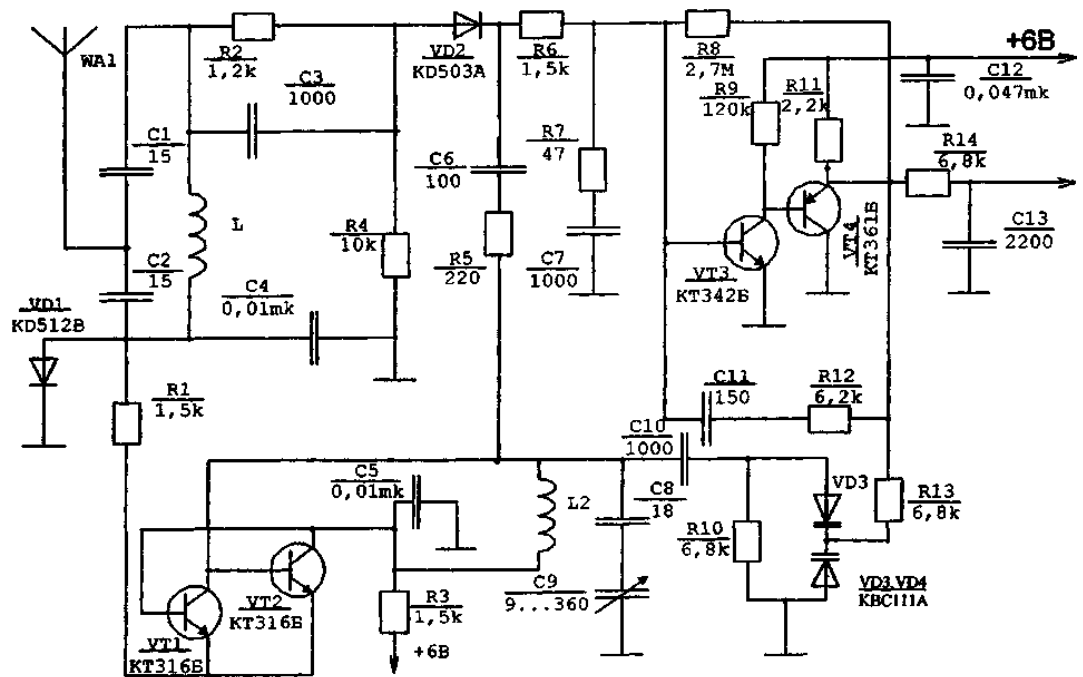 WA1
R2
1,2k
C3
1000
VD2
KD503A
R6
1,5k
R8
2,7M
+6B
C12
0,047mk
R9
120k
R11
2,2k
R14
6,8k
C1
15
C6
100
R7
47
L
R4
10k
C13
2200
C2
15
R5
220
C7
1000
VT3
KT342B
VT4
KT361B
VD1
KD512B
C4
0,01mk
R1
1,5k
C11
150
R12
6,2k
C10
1000
C5
0,01mk
L2
C8
18
VD3
R13
6,8k
R10
6,8k
C9
9...360
VD3,VD4
KBC111A
VT2
KT316B
R3
1,5k
VT1
KT316B
+6B